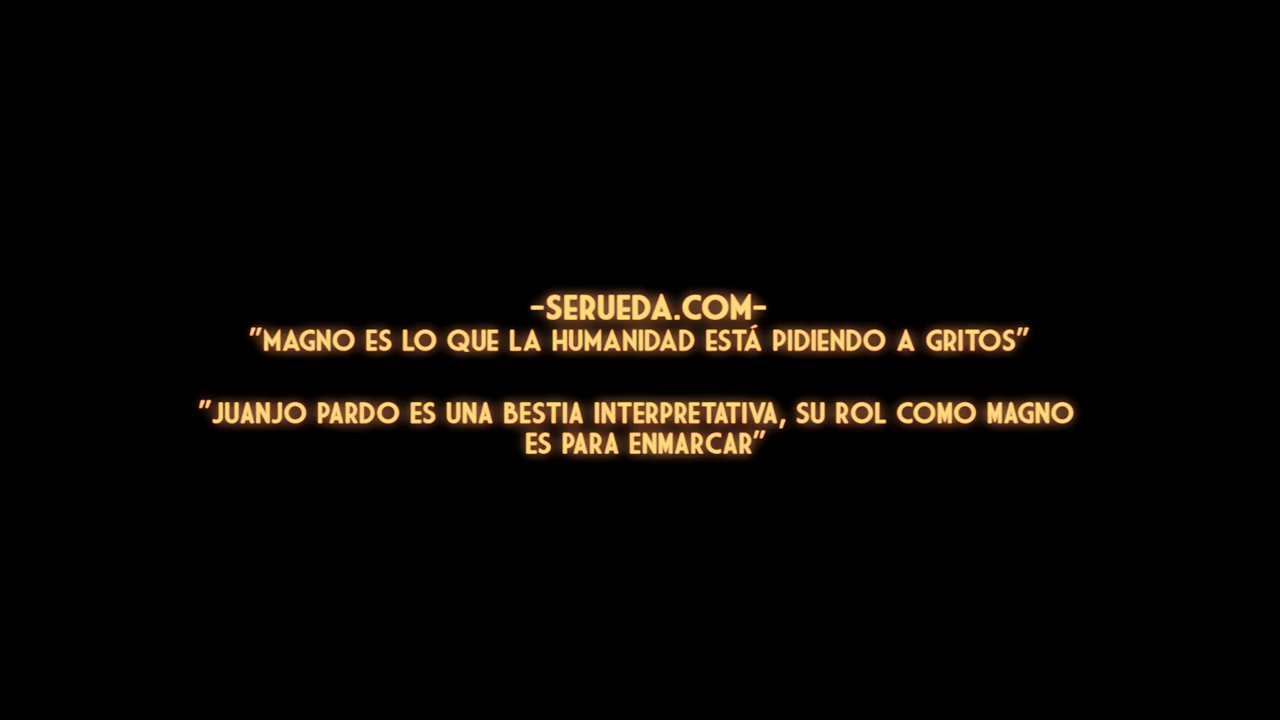 -SERUEDA.COM-
"MAGNO ES LO QUE LA HUMANIDAD ESTÁ PIDIENDO A GRITOS"
"JUANJO PARDO ES UNA BESTIA INTERPRETATIVA, SU ROL COMO MAGNO
ES PARA ENMARCAR"